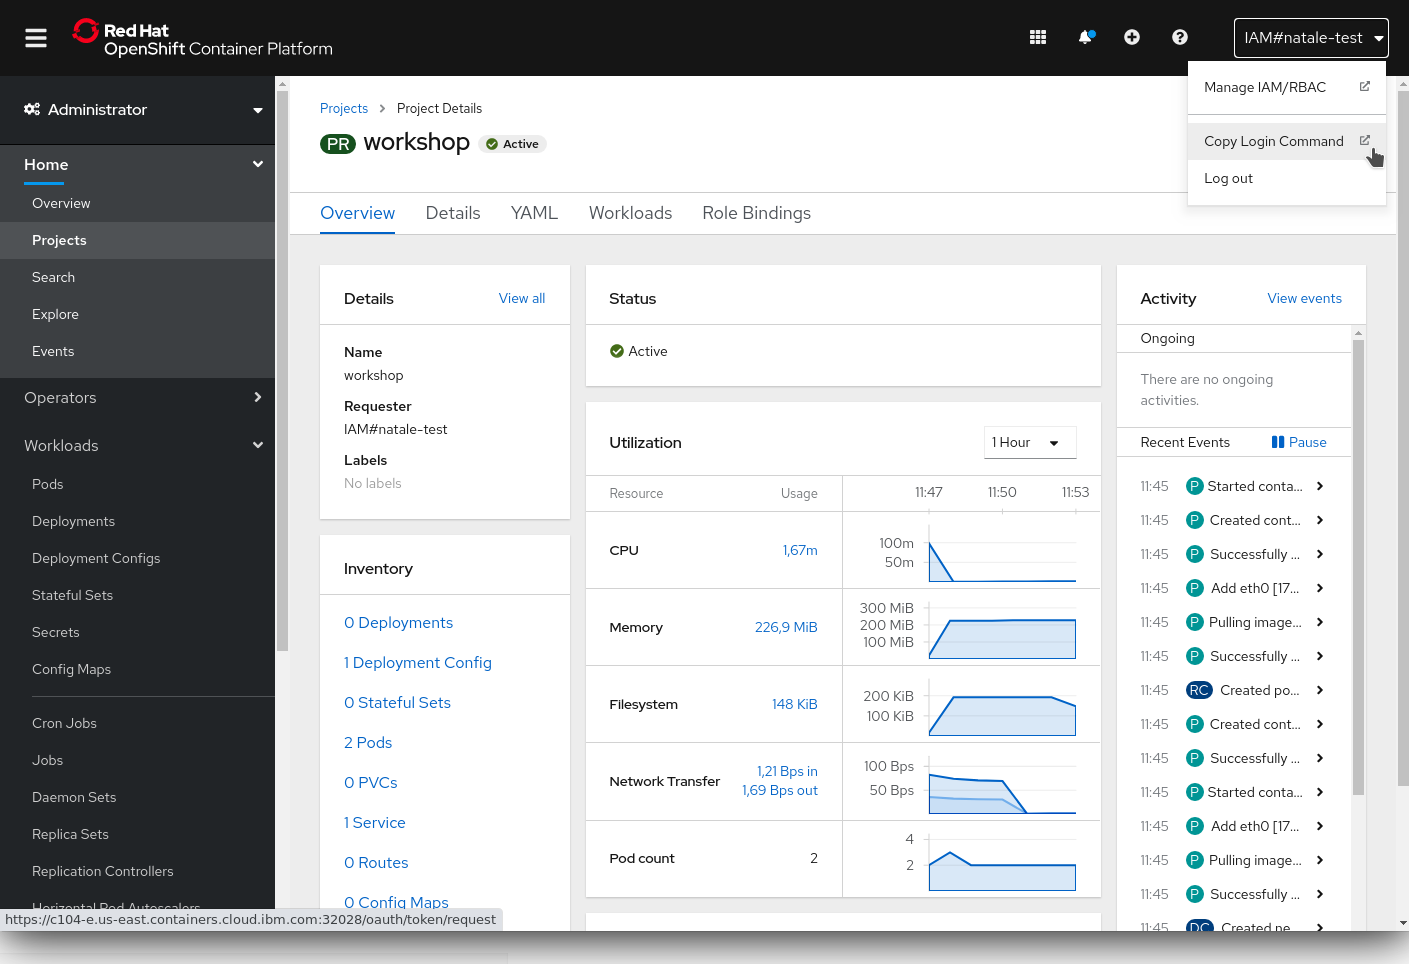 Red Hat
OpenShift Container Platform
IAM#natale-test
Manage IAM/RBAC
Copy Login Command
Log out
Administrator
Home
Overview
Projects
Search
Explore
Events
Operators
Workloads
Pods
Deployments
Deployment Configs
Stateful Sets
Secrets
Config Maps
Cron Jobs
Jobs
Daemon Sets
Replica Sets
Replication Controllers
Horizontal Pod Autoscalers
https://c104-e.us-east.containers.cloud.ibm.com:32028/oauth/token/request
Projects > Project Details
PR workshop Active
Overview Details YAML Workloads Role Bindings
Details View all
Name
workshop
Requester
IAM#natale-test
Labels
No labels
Inventory
0 Deployments
1 Deployment Config
0 Stateful Sets
2 Pods
0 PVCs
1 Service
0 Routes
0 Config Maps
Status
Active
Utilization 1 Hour
Resource Usage 11:47 11:50 11:53
CPU 1,67m 100m
50m
Memory 226,9 MiB 300 MiB
200 MiB
100 MiB
Filesystem 148 KiB 200 KiB
100 KiB
Network Transfer 1,21 Bps in 100 Bps
1,69 Bps out 50 Bps
Pod count 2 4
2
Activity View events
Ongoing
There are no ongoing
activities.
Recent Events Pause
11:45 P Started conta...
11:45 P Created cont...
11:45 P Successfully ...
11:45 P Add eth0 [17...
11:45 P Pulling image...
11:45 P Successfully ...
11:45 RC Created po...
11:45 P Created cont...
11:45 P Successfully ...
11:45 P Started conta...
11:45 P Add eth0 [17...
11:45 P Pulling image...
11:45 P Successfully ...
11:45 DC Created ne...